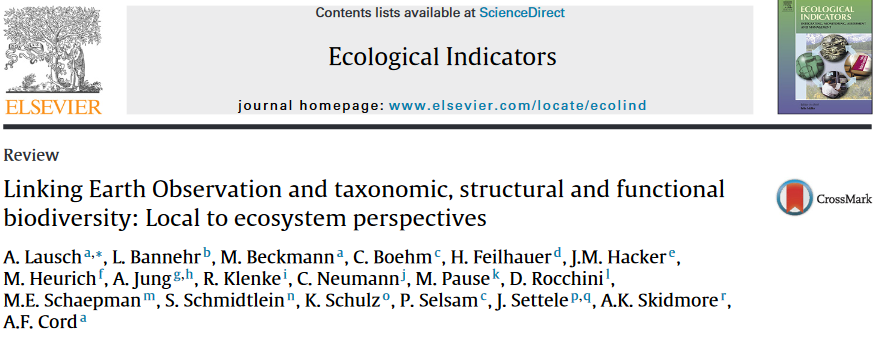 Contents lists available at ScienceDirect
Ecological Indicators
journal homepage: www.elsevier.com/locate/ecolind
ELSEVIER
ECOLOGICAL
INDICATORS
Review
Linking Earth Observation and taxonomic, structural and functional
biodiversity: Local to ecosystem perspectives
CrossMark
A. Lausch a,*, L. Bannehr b, M. Beckmann a, C. Boehm c, H. Feilhauer d, J.M. Hacker e,
M. Heurich f, A. Jung g,h, R. Klenke i, C. Neumann j, M. Pause k, D. Rocchini l,
M.E. Schaepman m, S. Schmidtlein n, K. Schulz o, P. Selsam c, J. Settele p,q, A.K. Skidmore r,
A.F. Cord a